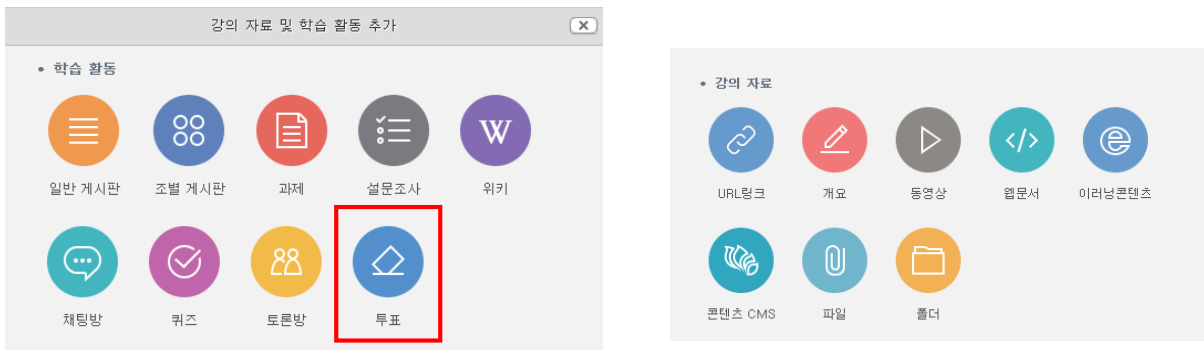 강의 자료 및 학습 활동 추가
• 학습 활동
일반 게시판 조별 게시판 과제 설문조사 위키
채팅방 퀴즈 토론방 투표
• 강의 자료
URL링크 개요 동영상 웹문서 이러닝콘텐츠
콘텐츠 CMS 파일 폴더